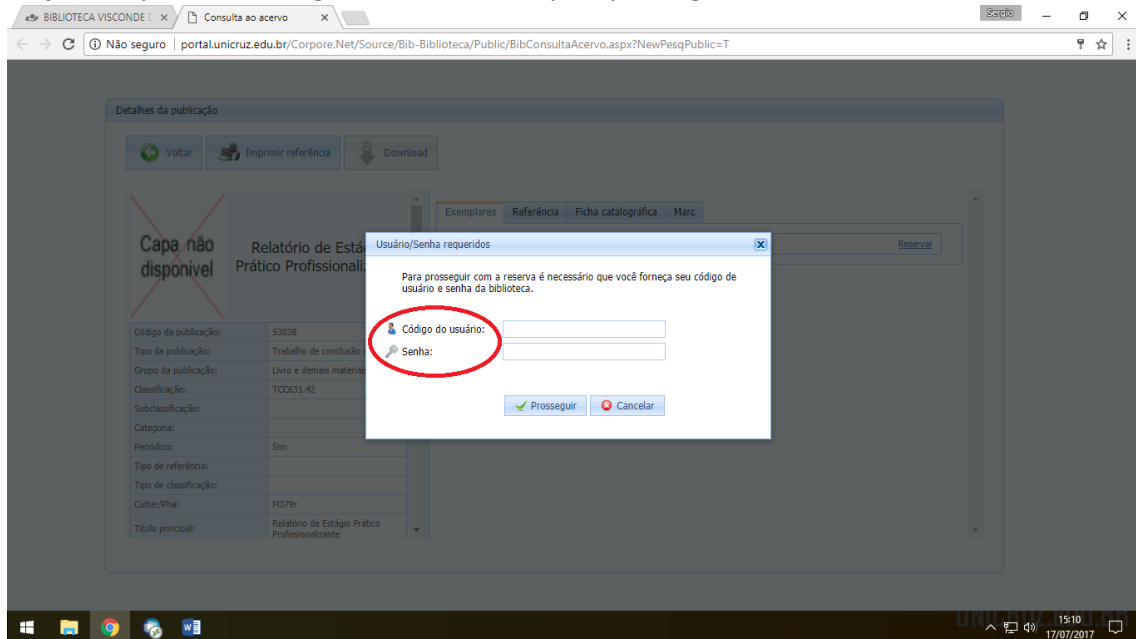 BIBLIOTECA VISCONDE D
Consulta ao acervo
Sergio
Não seguro
portal.unicruz.edu.br/Corpore.Net/Source/Bib-Biblioteca/Public/BibConsultaAcervo.aspx?NewPesqPublic=T
Detalhes da publicação
Voltar
Imprimir referência
Download
Capa não
disponível
Relatório de Está
Prático Profissionali
Exemplares Referência Ficha catalográfica Marc
Reservar
Usuário/Senha requeridos
Para prosseguir com a reserva é necessário que você forneça seu código de
usuário e senha da biblioteca.
Código do usuário:
Senha:
Prosseguir
Cancelar
Código da publicação: 53038
Tipo da publicação: Trabalho de conclusão
Grupo da publicação: Livro e demais materiais
Classificação: TCC631.42
Subclassificação:
Categoria:
Periódico: Sim
Tipo de referência:
Tipo de classificação:
Cutter/Pha: M379r
Título principal: Relatório de Estágio Prático
Profissionalizante
UNICRUZ.EDU.BR
15:10
17/07/2017